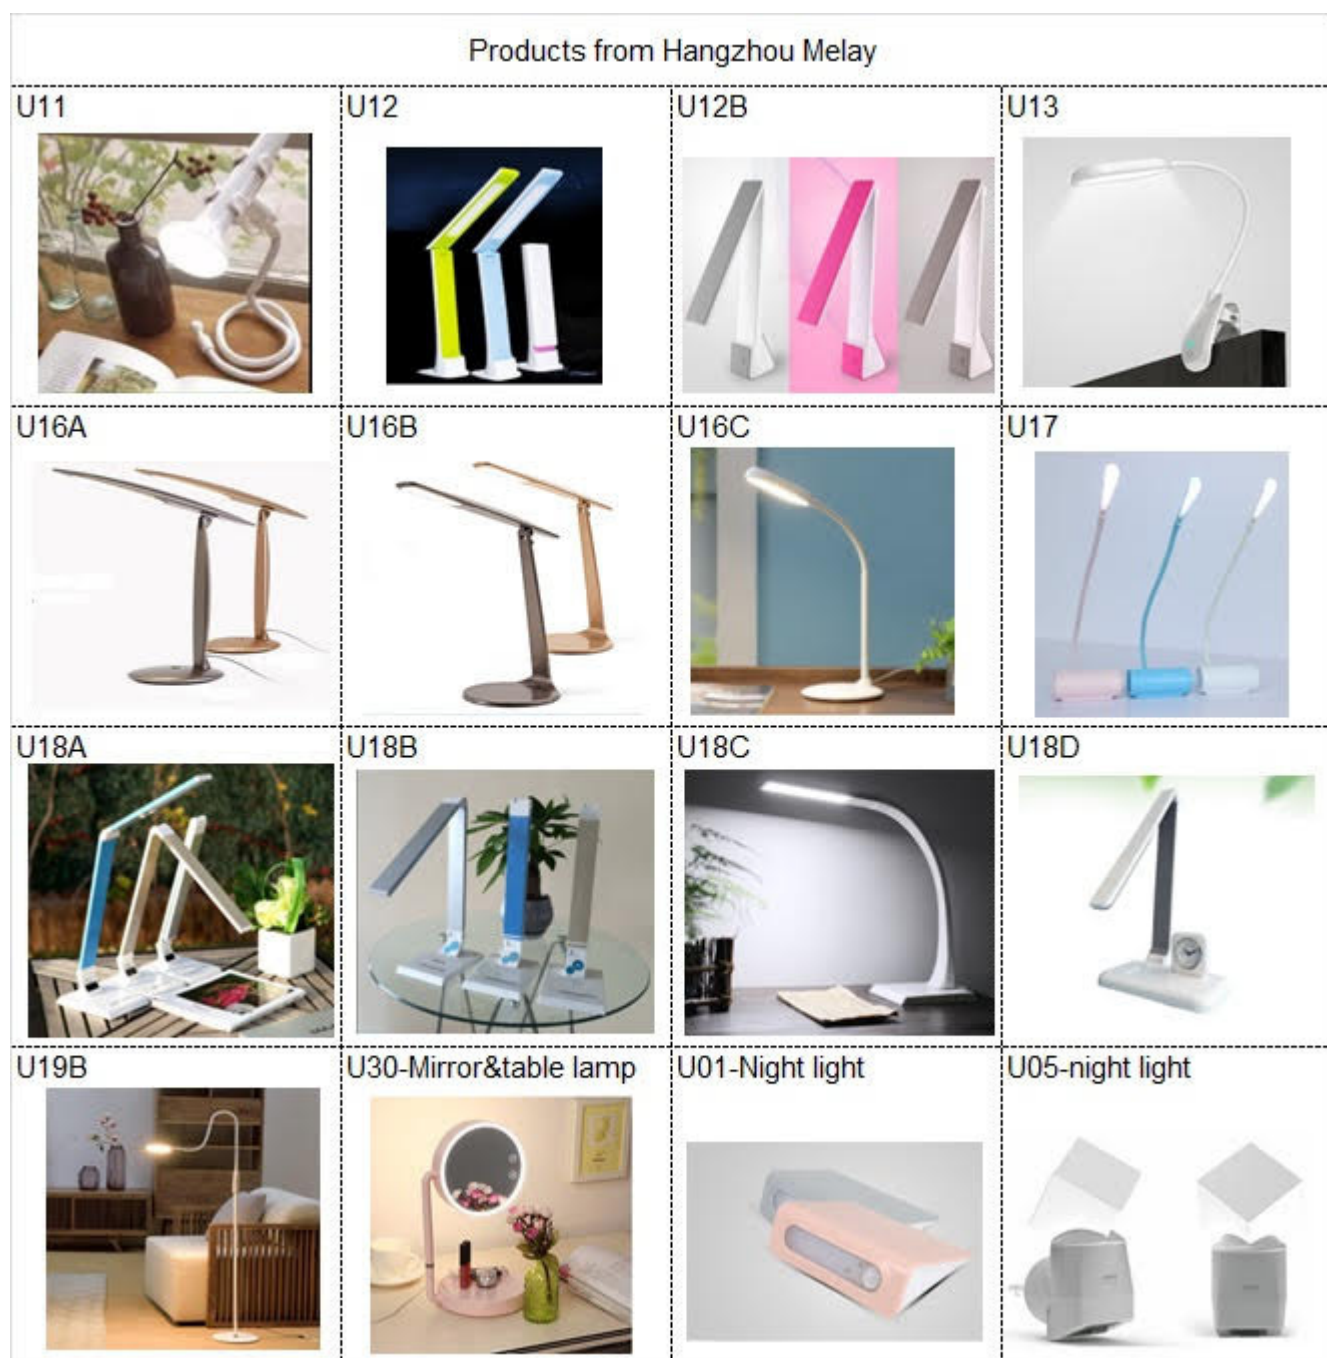 Products from Hangzhou Melay
U11
U12
U12B
U13
U16A
U16B
U16C
U17
U18A
U18B
U18C
U18D
U19B
U30-Mirror&table lamp
U01-Night light
U05-night light